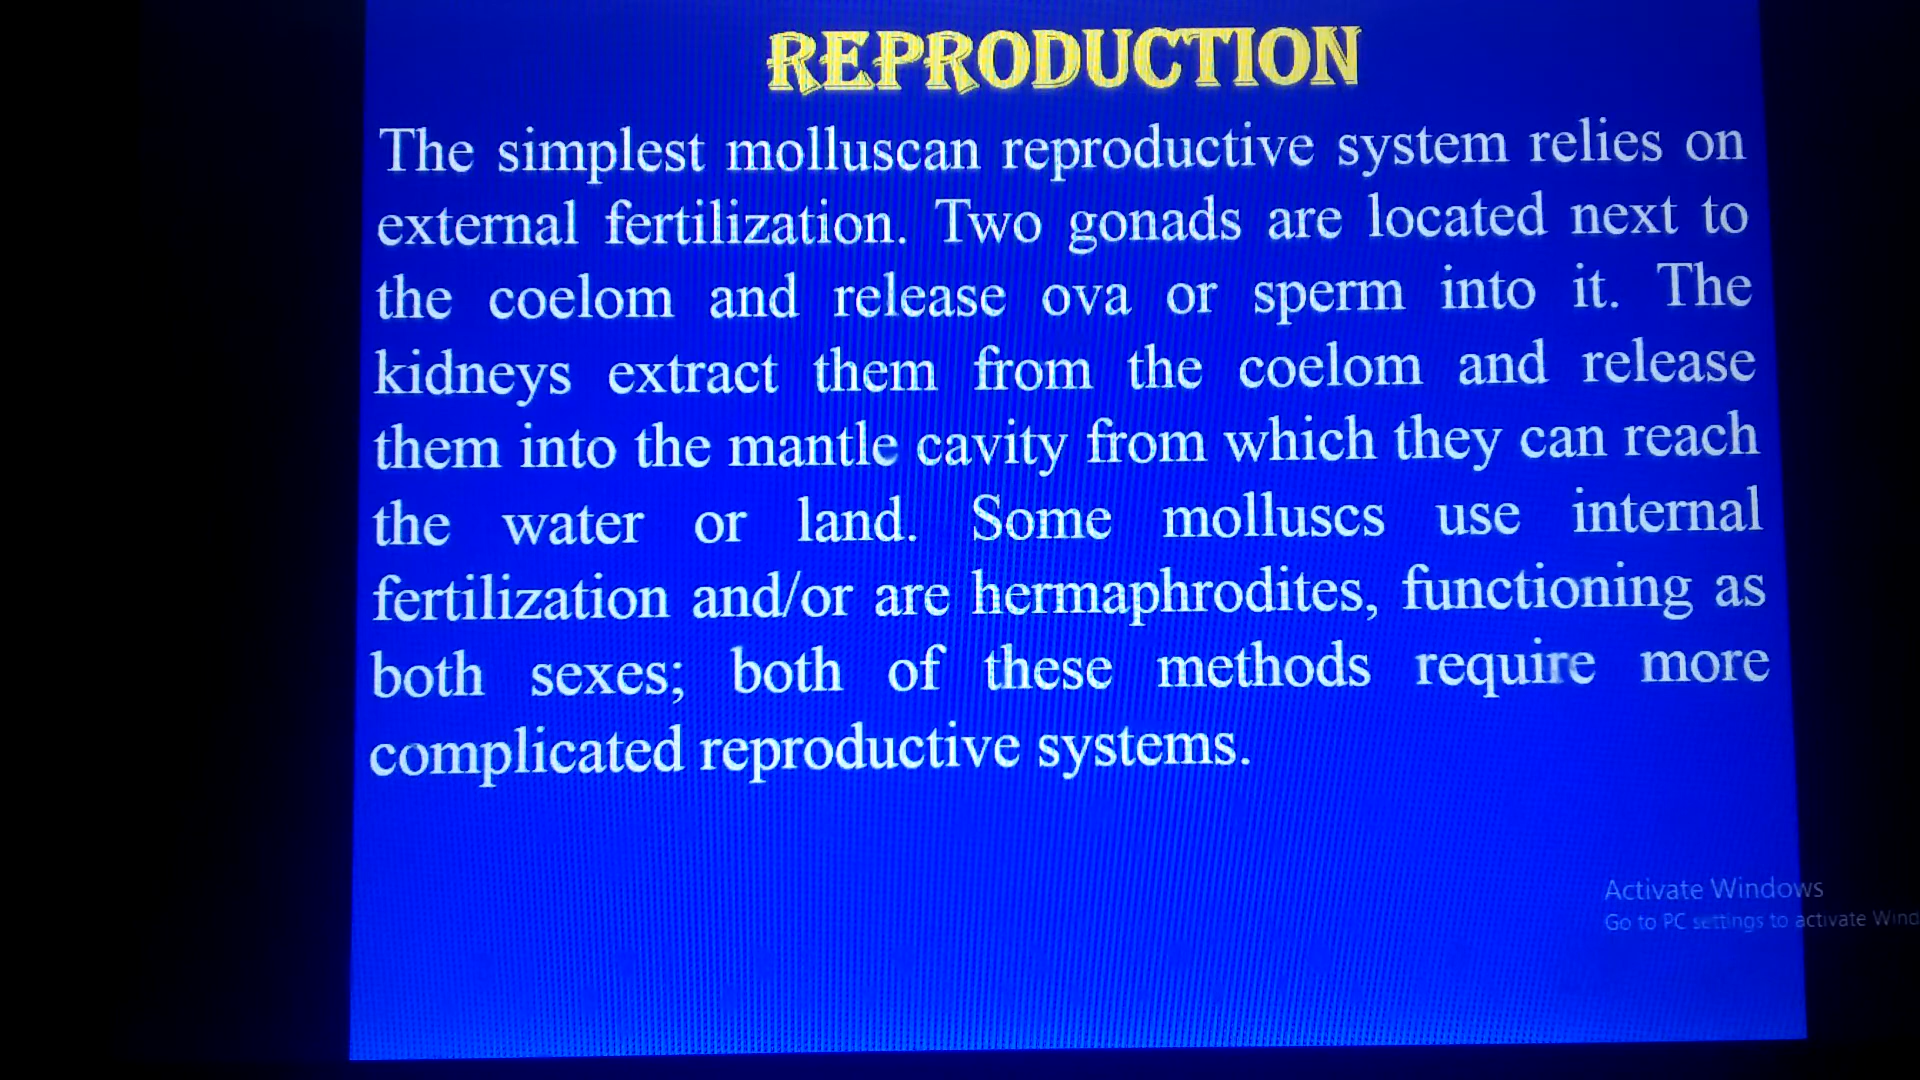 REPRODUCTION
The simplest molluscan reproductive system relies on
external fertilization. Two gonads are located next to
the coelom and release ova or sperm into it. The
kidneys extract them from the coelom and release
them into the mantle cavity from which they can reach
the water or land. Some molluscs use internal
fertilization and/or are hermaphrodites, functioning as
both sexes; both of these methods require more
complicated reproductive systems.
Activate Windows
Go to PC settings to activate Wind